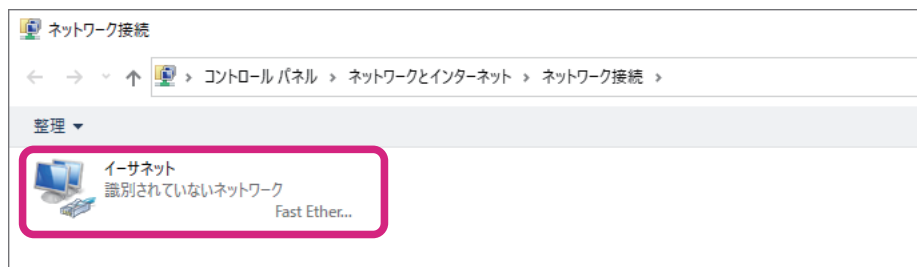 ネットワーク接続
コントロール パネル › ネットワークとインターネット › ネットワーク接続 ›
整理
イーサネット
識別されていないネットワーク
Fast Ether...